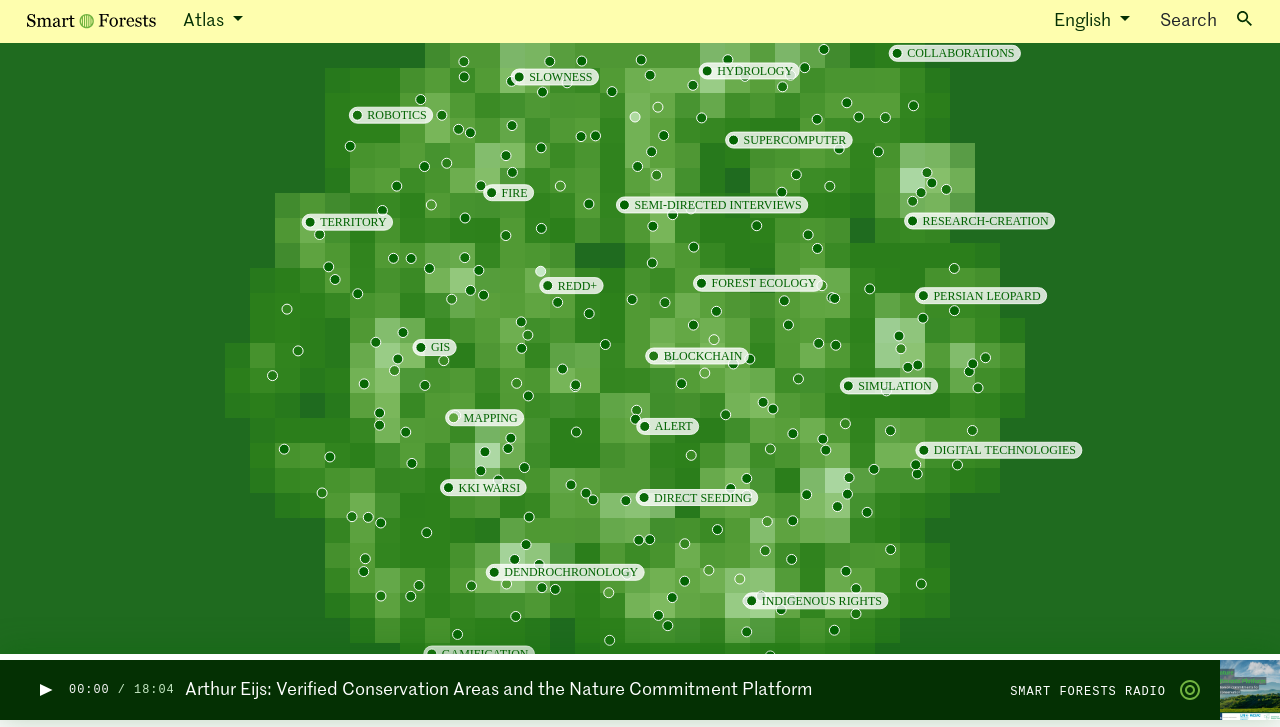 Smart Forests
Atlas
English
Search
COLLABORATIONS
HYDROLOGY
SLOWNESS
ROBOTICS
SUPERCOMPUTER
FIRE
SEMI-DIRECTED INTERVIEWS
RESEARCH-CREATION
TERRITORY
FOREST ECOLOGY
REDD+
PERSIAN LEOPARD
GIS
BLOCKCHAIN
SIMULATION
MAPPING
ALERT
DIGITAL TECHNOLOGIES
KKI WARSI
DIRECT SEEDING
DENDROCHRONOLOGY
INDIGENOUS RIGHTS
GAMIFICATION
00:00 / 18:04
Arthur Eijs: Verified Conservation Areas and the Nature Commitment Platform
SMART FORESTS RADIO